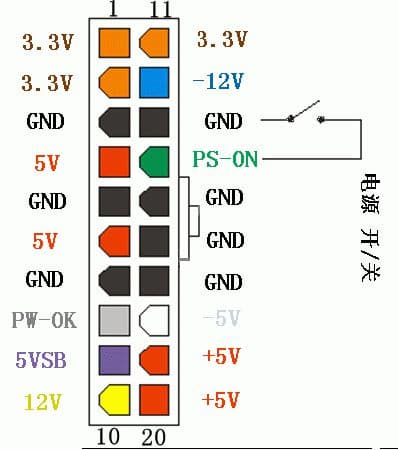 1 11
3.3V 3.3V
3.3V -12V
GND GND
5V PS-ON
GND GND
5V GND
GND GND
PW-OK -5V
5VSB +5V
12V +5V
10 20
电源 开/关